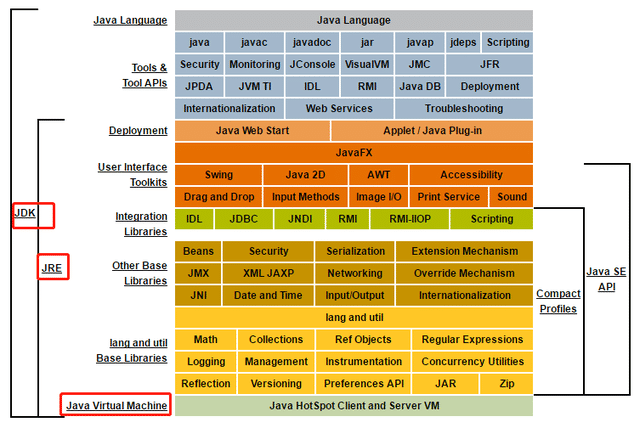 Java Language Java Language
java javac javadoc jar javap jdeps Scripting
Tools & Tool APIs Security Monitoring JConsole VisualVM JMC JFR
JPDA JVM TI IDL RMI Java DB Deployment
Internationalization Web Services Troubleshooting
Deployment Java Web Start Applet / Java Plug-in
JavaFX
User Interface Toolkits Swing Java 2D AWT Accessibility
Drag and Drop Input Methods Image I/O Print Service Sound
JDK
Integration Libraries IDL JDBC JNDI RMI RMI-IIOP Scripting
JRE
Other Base Libraries Beans Security Serialization Extension Mechanism
JMX XML JAXP Networking Override Mechanism
JNI Date and Time Input/Output Internationalization
Java SE API
Compact Profiles
lang and util
lang and util Base Libraries Math Collections Ref Objects Regular Expressions
Logging Management Instrumentation Concurrency Utilities
Reflection Versioning Preferences API JAR Zip
Java Virtual Machine Java HotSpot Client and Server VM